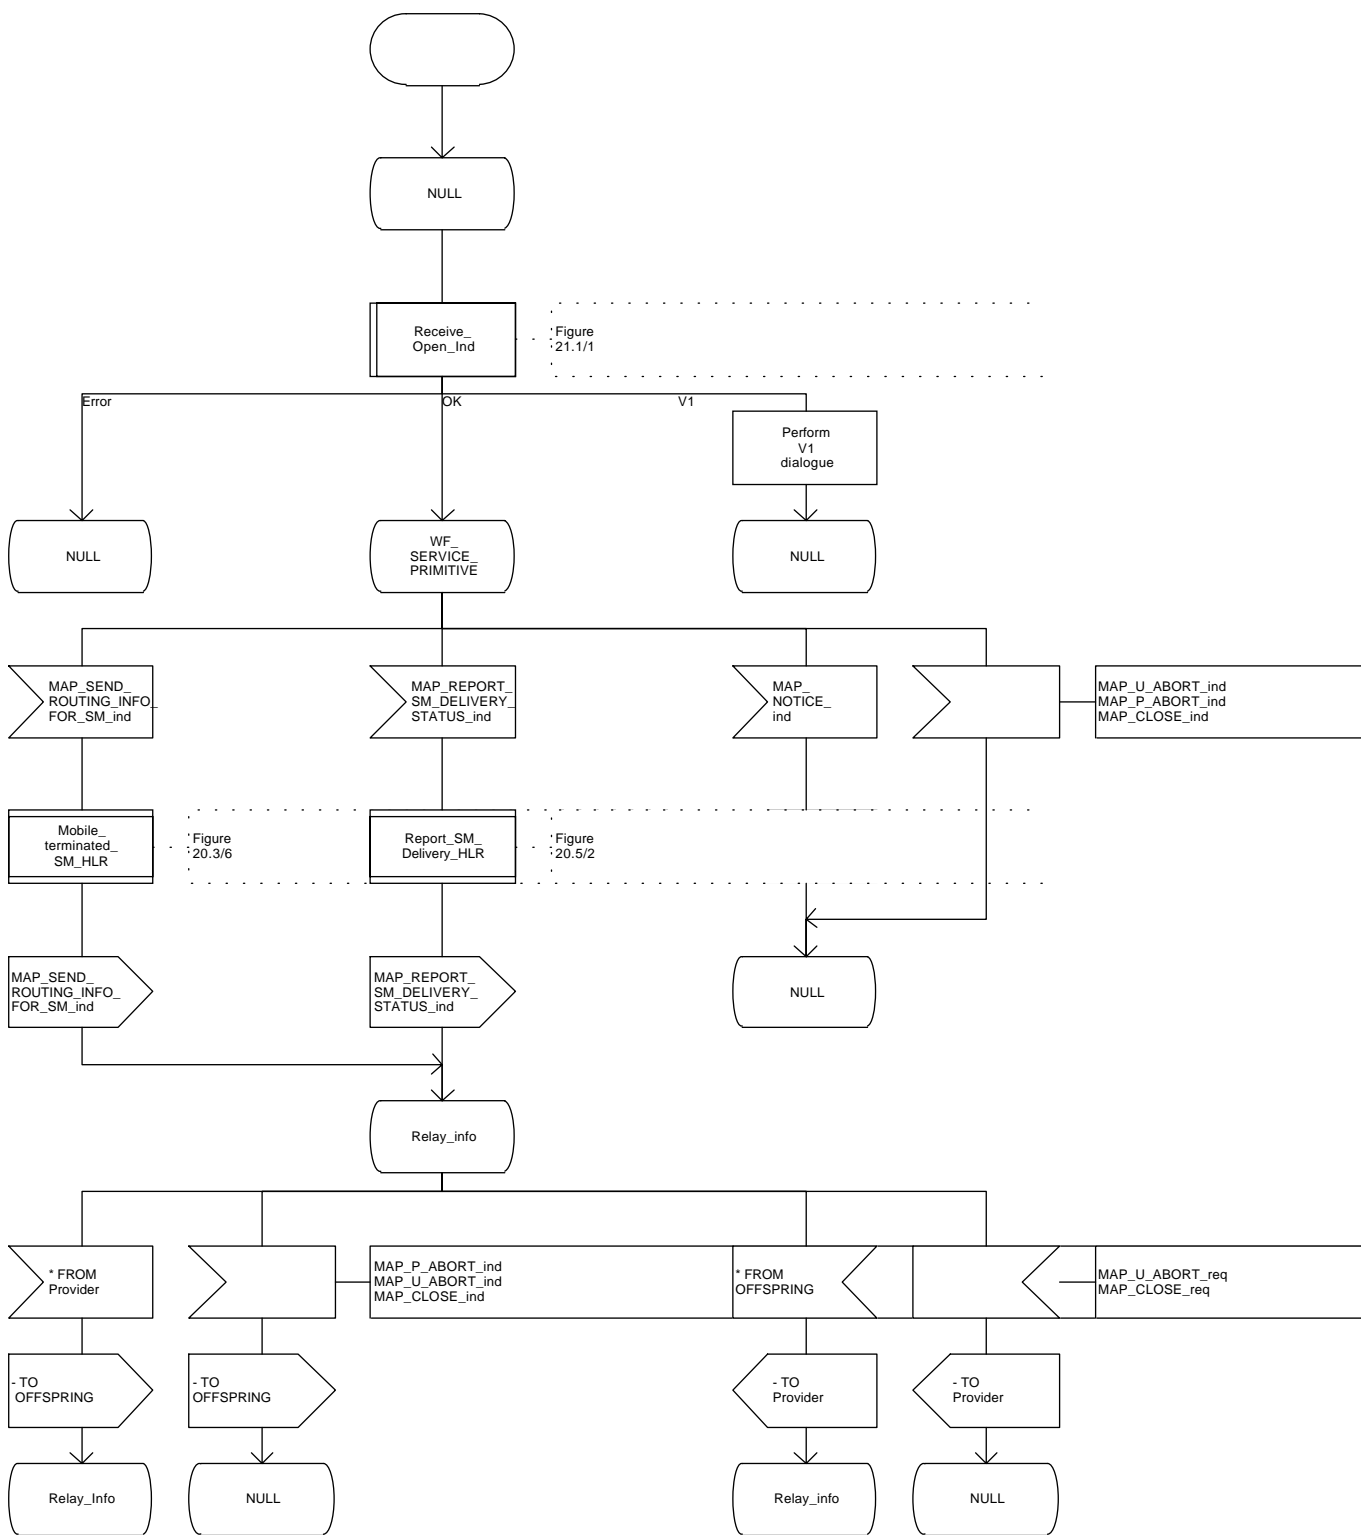 NULL
Receive_
Open_Ind
Figure
21.1/1
Error
OK
V1
Perform
V1
dialogue
NULL
WF_
SERVICE_
PRIMITIVE
NULL
MAP_SEND_
ROUTING_INFO_
FOR_SM_ind
MAP_REPORT_
SM_DELIVERY_
STATUS_ind
MAP_
NOTICE_
ind
MAP_U_ABORT_ind
MAP_P_ABORT_ind
MAP_CLOSE_ind
Mobile_
terminated_
SM_HLR
Figure
20.3/6
Report_SM_
Delivery_HLR
Figure
20.5/2
MAP_SEND_
ROUTING_INFO_
FOR_SM_ind
MAP_REPORT_
SM_DELIVERY_
STATUS_ind
NULL
Relay_info
* FROM
Provider
MAP_P_ABORT_ind
MAP_U_ABORT_ind
MAP_CLOSE_ind
* FROM
OFFSPRING
MAP_U_ABORT_req
MAP_CLOSE_req
- TO
OFFSPRING
- TO
OFFSPRING
- TO
Provider
- TO
Provider
Relay_Info
NULL
Relay_info
NULL